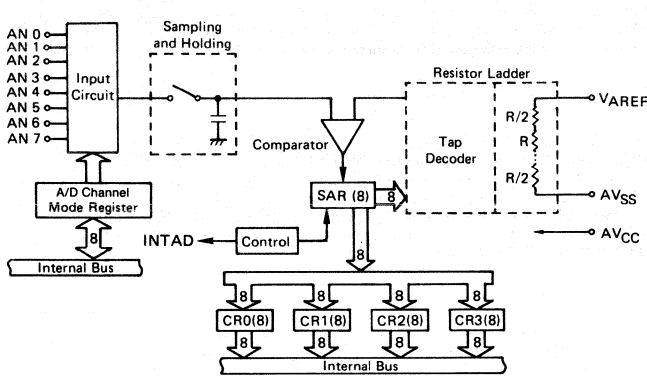 Sampling
and Holding
AN 0
AN 1
AN 2
AN 3
AN 4
AN 5
AN 6
AN 7
Input
Circuit
Comparator
Resistor Ladder
Tap
Decoder
R/2
R
R/2
VAREF
AVSS
AVCC
A/D Channel
Mode Register
8
Internal Bus
SAR (8)
8
INTAD
Control
8
8 8 8 8
CR0(8) CR1(8) CR2(8) CR3(8)
8 8 8 8
Internal Bus